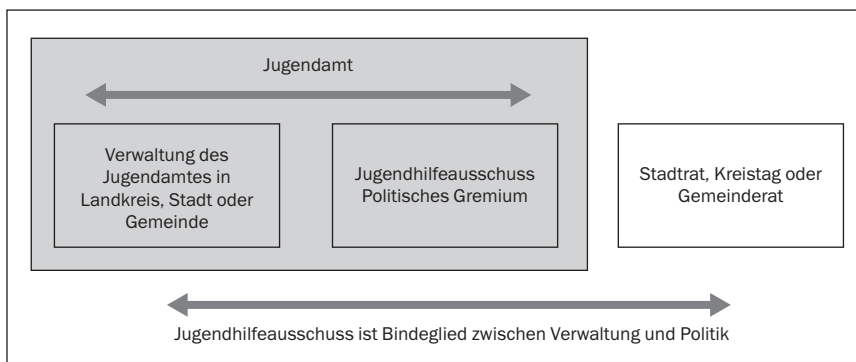 Jugendamt
Verwaltung des
Jugendamtes in
Landkreis, Stadt oder
Gemeinde
Jugendhilfeausschuss
Politisches Gremium
Stadtrat, Kreistag oder
Gemeinderat
Jugendhilfeausschuss ist Bindeglied zwischen Verwaltung und Politik